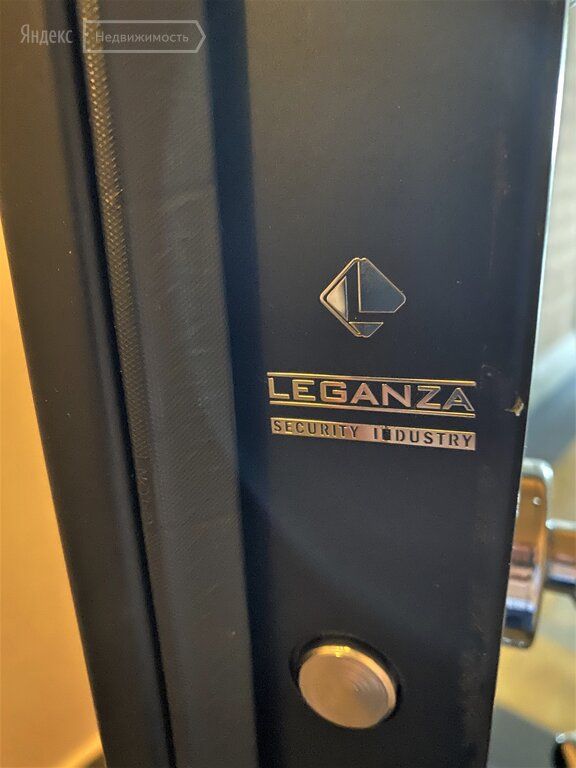 Яндекс Недвижимость
LEGANZA
SECURITY INDUSTRY